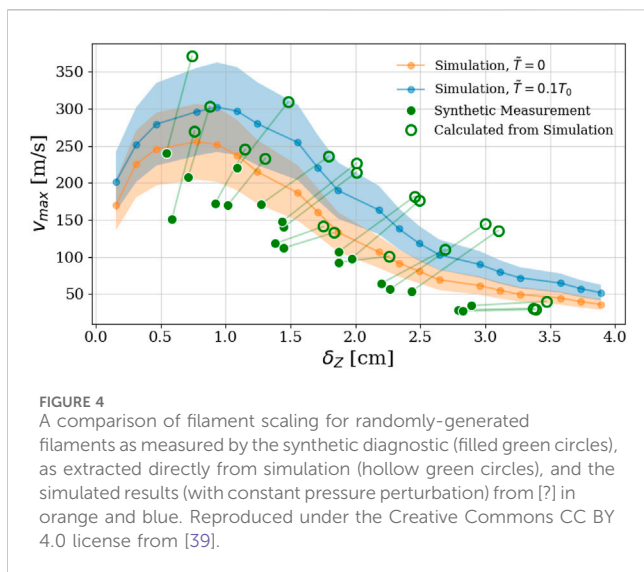 350
300
250
200
150
100
50
v_max [m/s]
Simulation, T̃ = 0
Simulation, T̃ = 0.1T₀
Synthetic Measurement
Calculated from Simulation
0.0 0.5 1.0 1.5 2.0 2.5 3.0 3.5 4.0
δ_Z [cm]
FIGURE 4
A comparison of filament scaling for randomly-generated
filaments as measured by the synthetic diagnostic (filled green circles),
as extracted directly from simulation (hollow green circles), and the
simulated results (with constant pressure perturbation) from [?] in
orange and blue. Reproduced under the Creative Commons CC BY
4.0 license from [39].